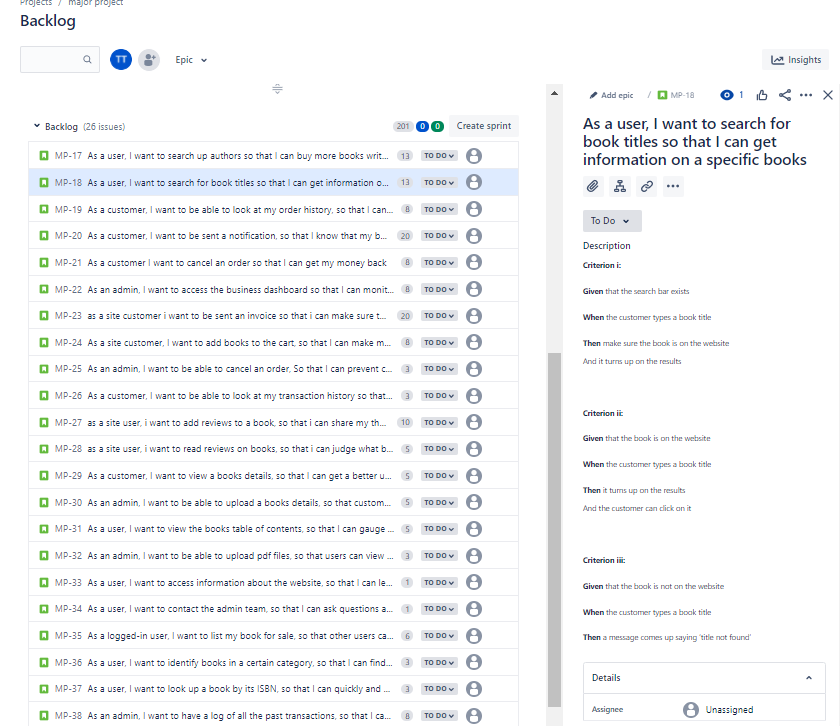 Projects / major project
Backlog
TT
Epic
Insights
Backlog (26 issues) 201 0 0 Create sprint
MP-17 As a user, I want to search up authors so that I can buy more books writ... 13 TO DO
MP-18 As a user, I want to search for book titles so that I can get information o... 13 TO DO
MP-19 As a customer, I want to be able to look at my order history, so that I can... 8 TO DO
MP-20 As a customer, I want to be sent a notification, so that I know that my b... 20 TO DO
MP-21 As a customer I want to cancel an order so that I can get my money back 8 TO DO
MP-22 As an admin, I want to access the business dashboard so that I can monit... 8 TO DO
MP-23 as a site customer i want to be sent an invoice so that i can make sure t... 20 TO DO
MP-24 As a site customer, I want to add books to the cart, so that I can make m... 8 TO DO
MP-25 As an admin, I want to be able to cancel an order, So that I can prevent c... 3 TO DO
MP-26 As a customer, I want to be able to look at my transaction history so that... 3 TO DO
MP-27 as a site user, i want to add reviews to a book, so that i can share my th... 10 TO DO
MP-28 as a site user, i want to read reviews on books, so that i can judge what b... 5 TO DO
MP-29 As a customer, I want to view a books details, so that I can get a better u... 5 TO DO
MP-30 As an admin, I want to be able to upload a books details, so that custom... 5 TO DO
MP-31 As a user, I want to view the books table of contents, so that I can gauge ... 5 TO DO
MP-32 As an admin, I want to be able to upload pdf files, so that users can view ... 3 TO DO
MP-33 As a user, I want to access information about the website, so that I can le... 1 TO DO
MP-34 As a user, I want to contact the admin team, so that I can ask questions a... 1 TO DO
MP-35 As a logged-in user, I want to list my book for sale, so that other users ca... 6 TO DO
MP-36 As a user, I want to identify books in a certain category, so that I can find... 3 TO DO
MP-37 As a user, I want to look up a book by its ISBN, so that I can quickly and ... 3 TO DO
MP-38 As an admin, I want to have a log of all the past transactions, so that I ca... 8 TO DO
Add epic / MP-18 1
As a user, I want to search for
book titles so that I can get
information on a specific books
To Do
Description
Criterion i:
Given that the search bar exists
When the customer types a book title
Then make sure the book is on the website
And it turns up on the results
Criterion ii:
Given that the book is on the website
When the customer types a book title
Then it turns up on the results
And the customer can click on it
Criterion iii:
Given that the book is not on the website
When the customer types a book title
Then a message comes up saying 'title not found'
Details
Assignee Unassigned